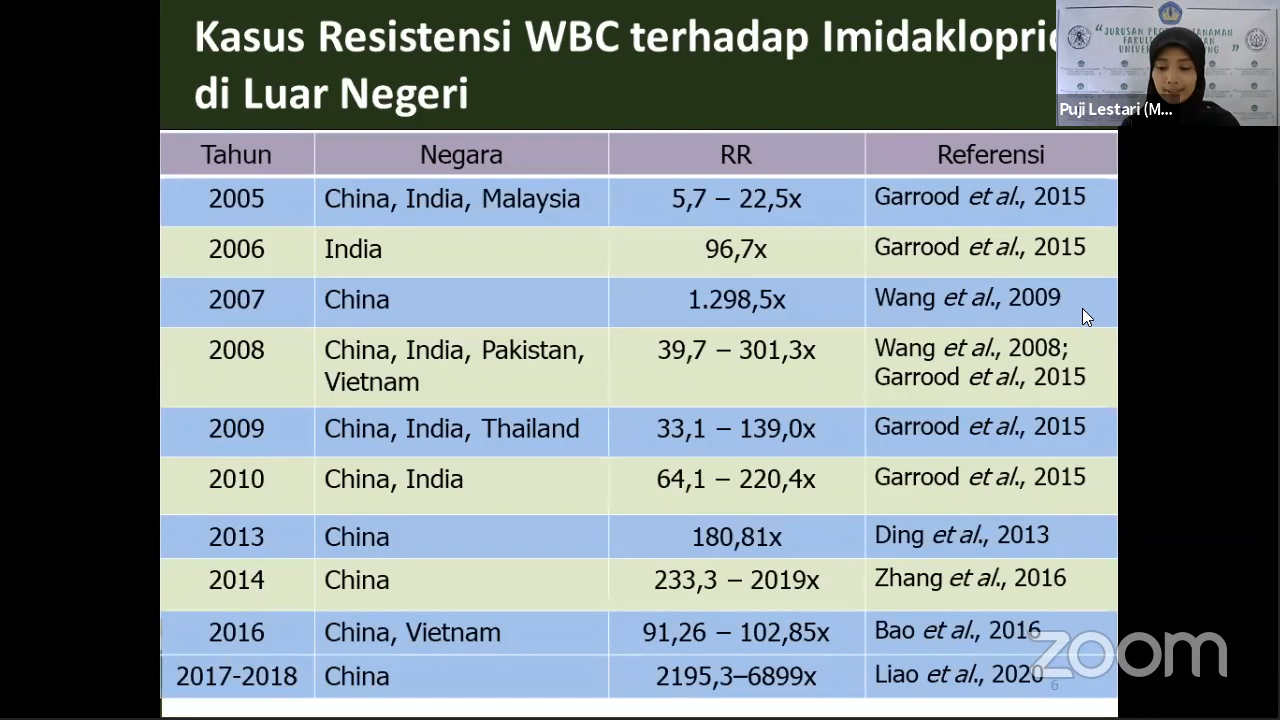 Kasus Resistensi WBC terhadap Imidakloprid
di Luar Negeri
“JURUSAN
Puji Lestari (M...
Tahun Negara RR Referensi
2005 China, India, Malaysia 5,7 – 22,5x Garrood et al., 2015
2006 India 96,7x Garrood et al., 2015
2007 China 1.298,5x Wang et al., 2009
2008 China, India, Pakistan, Vietnam 39,7 – 301,3x Wang et al., 2008; Garrood et al., 2015
2009 China, India, Thailand 33,1 – 139,0x Garrood et al., 2015
2010 China, India 64,1 – 220,4x Garrood et al., 2015
2013 China 180,81x Ding et al., 2013
2014 China 233,3 – 2019x Zhang et al., 2016
2016 China, Vietnam 91,26 – 102,85x Bao et al., 2016
2017-2018 China 2195,3–6899x Liao et al., 2020
6
zoom